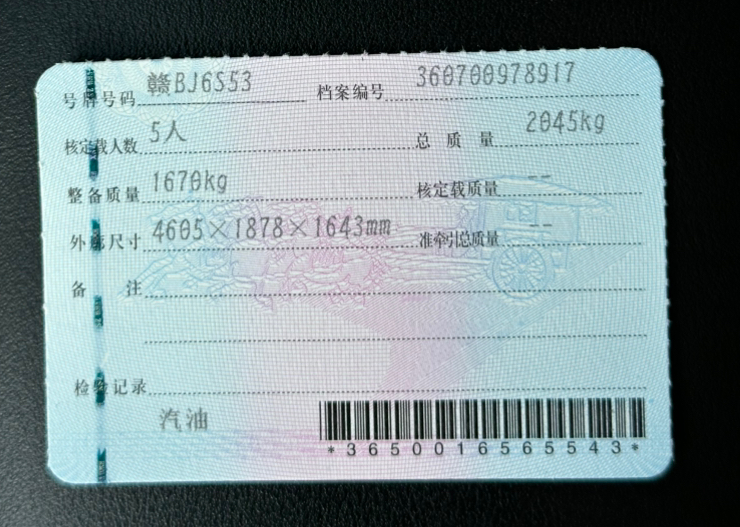 号牌号码 赣BJ6S53 档案编号 360700978917
核定载人数 5人 总质量 2045kg
整备质量 1670kg 核定载质量 --
外廓尺寸 4605×1878×1643mm 准牵引总质量 --
备注
检验记录
汽油
*3650016565543*